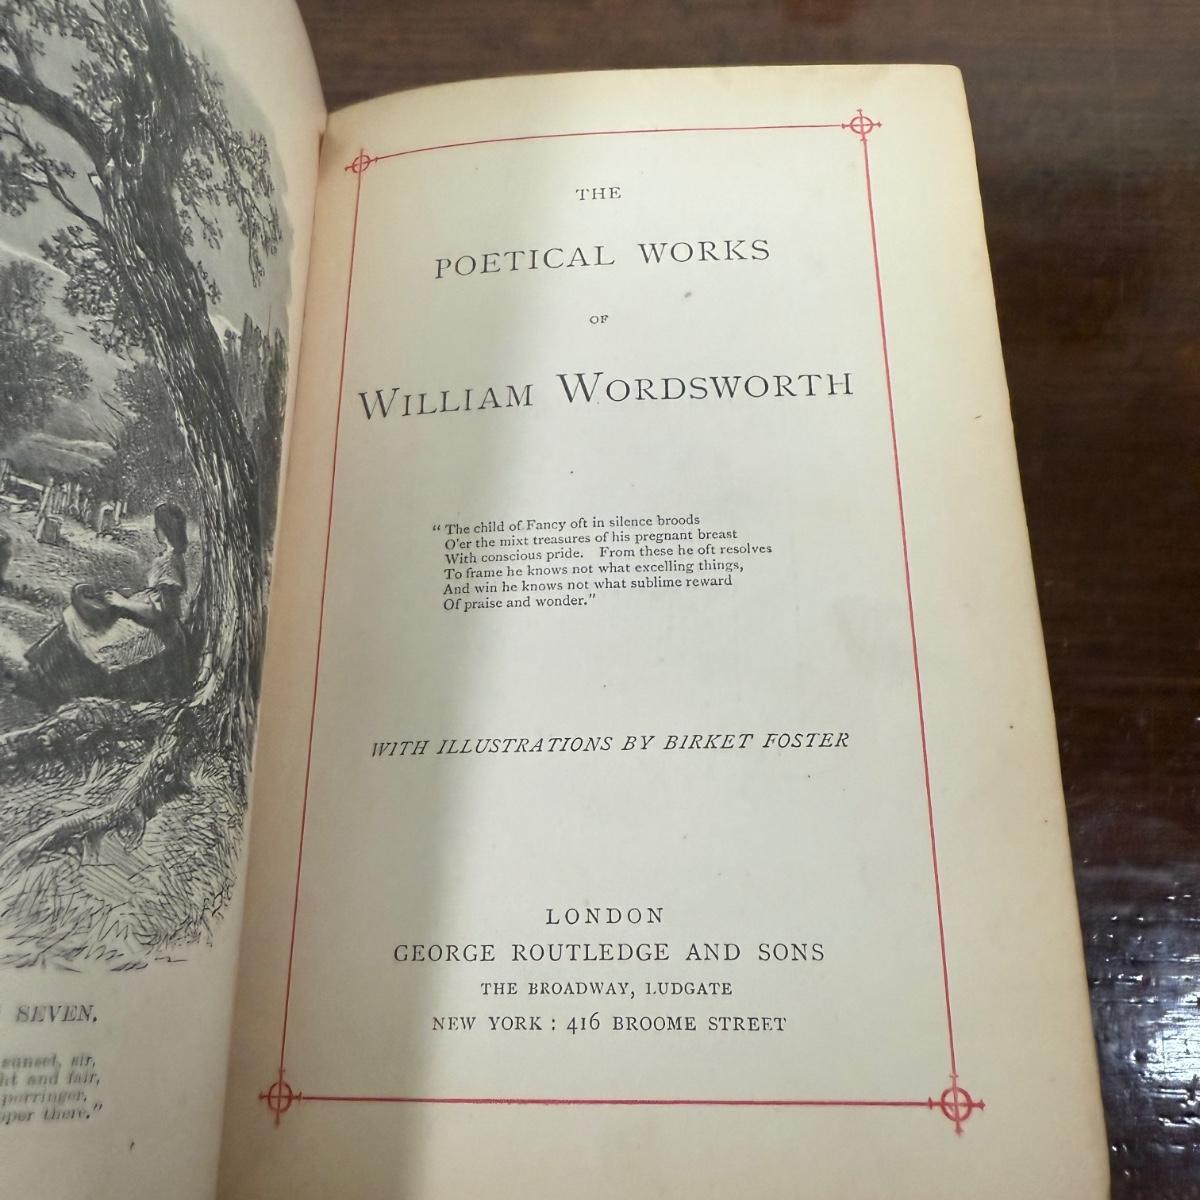 SEVEN.
sunset, sir,
and fair,
porringer,
there."
THE
POETICAL WORKS
OF
WILLIAM WORDSWORTH
"The child of Fancy oft in silence broods
O'er the mixt treasures of his pregnant breast
With conscious pride. From these he oft resolves
To frame he knows not what excelling things,
And win he knows not what sublime reward
Of praise and wonder."
WITH ILLUSTRATIONS BY BIRKET FOSTER
LONDON
GEORGE ROUTLEDGE AND SONS
THE BROADWAY, LUDGATE
NEW YORK: 416 BROOME STREET